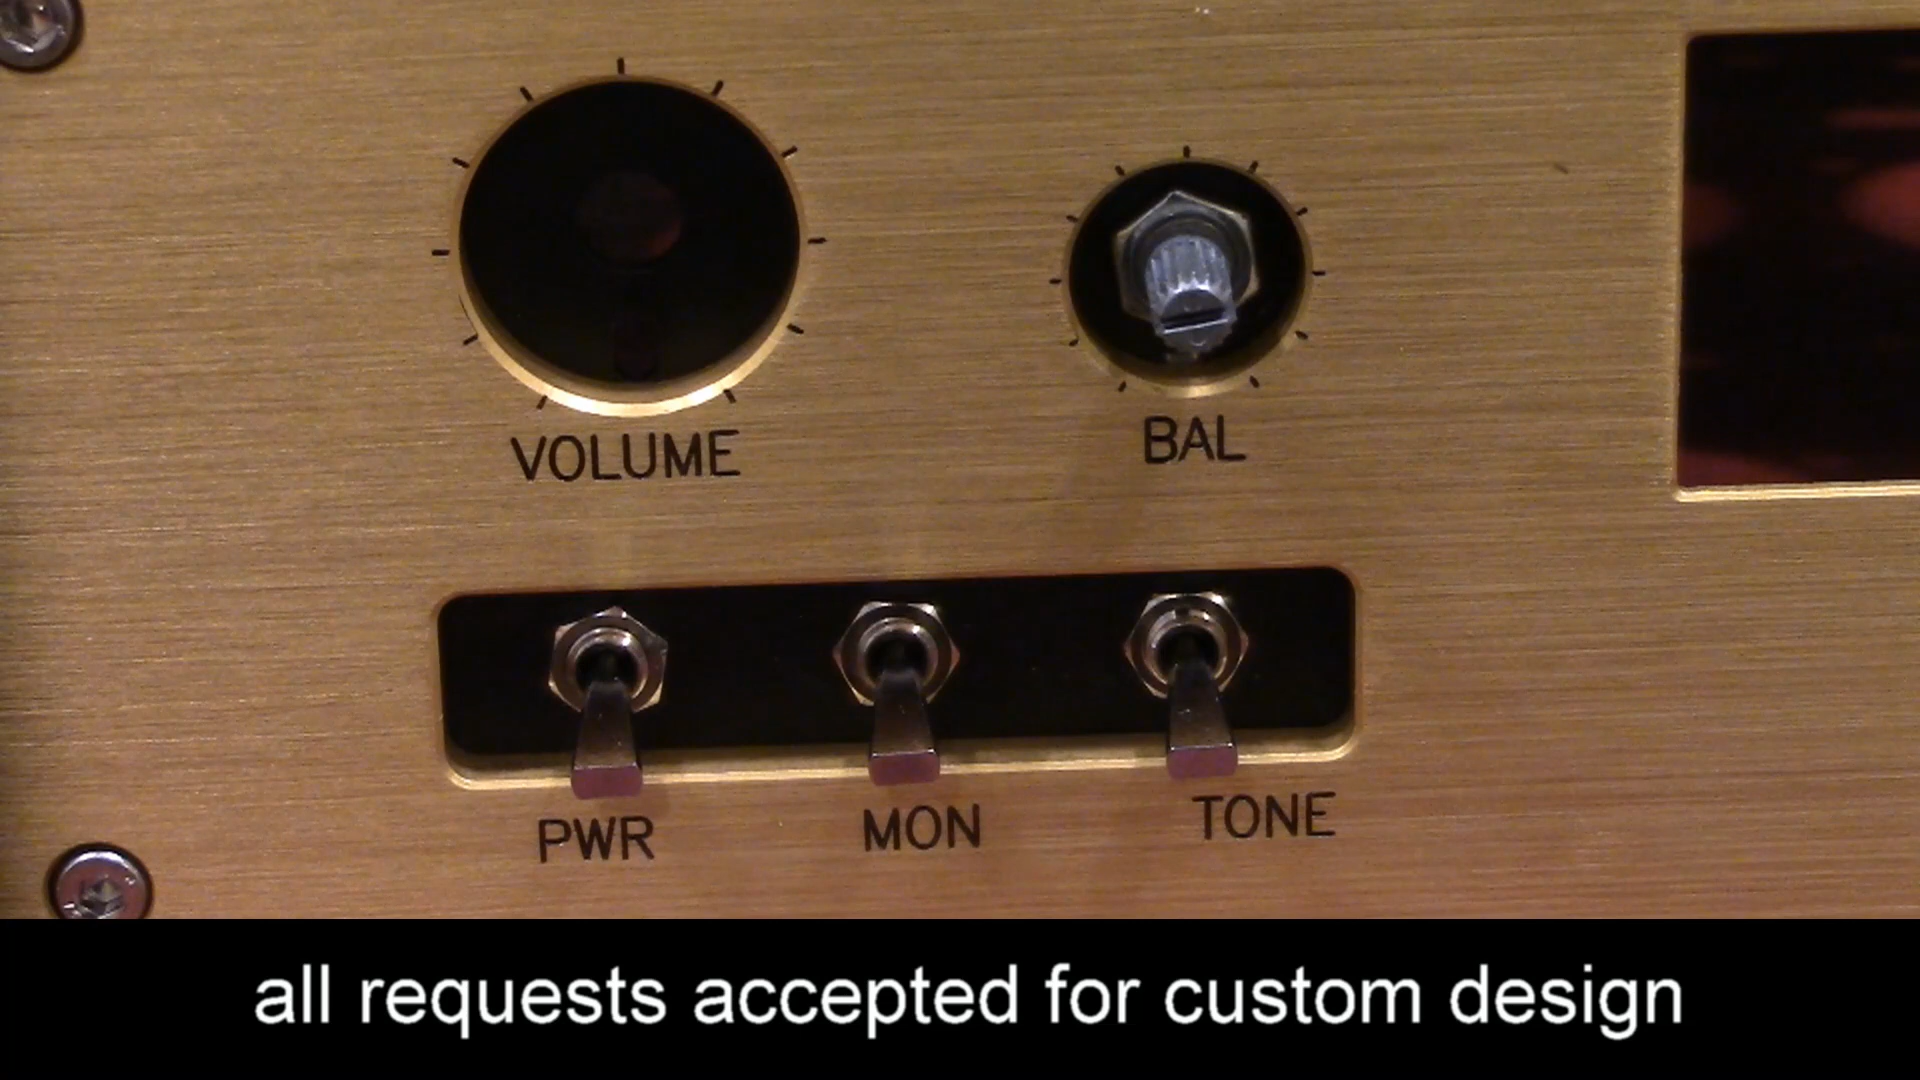 VOLUME
BAL
PWR
MON
TONE
all requests accepted for custom design